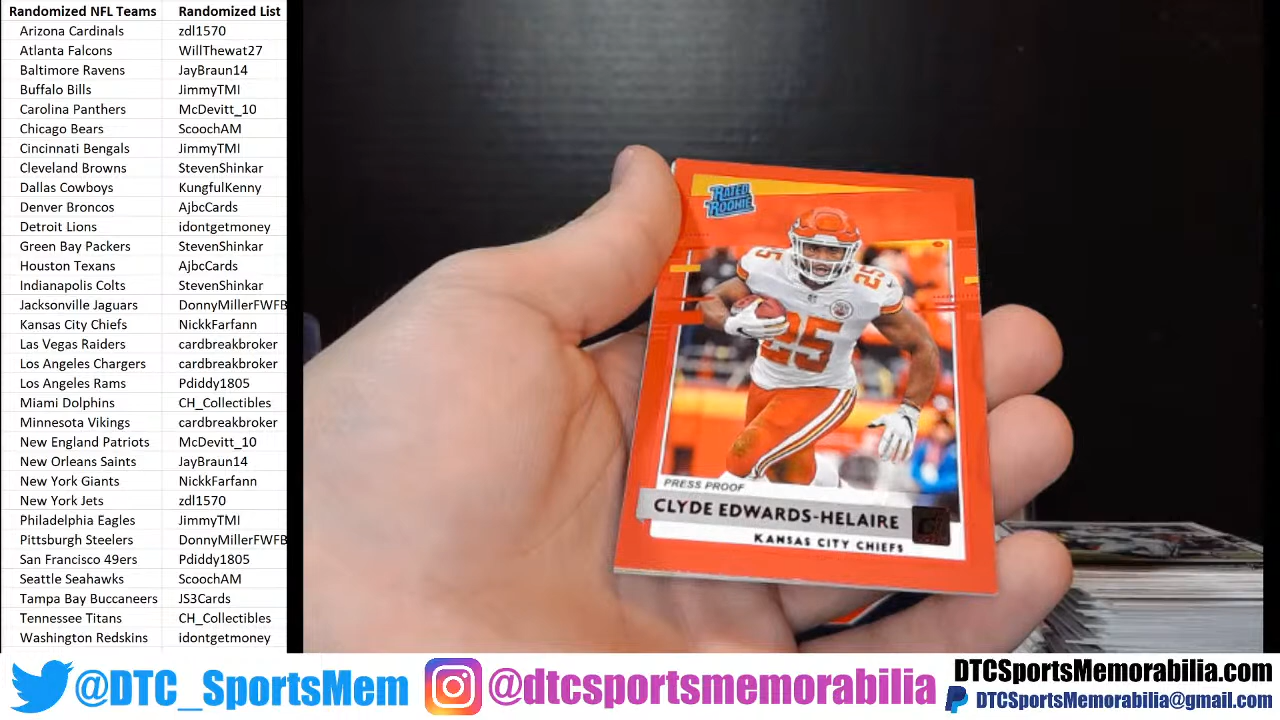 Randomized NFL Teams Randomized List
Arizona Cardinals zdl1570
Atlanta Falcons WillThewat27
Baltimore Ravens JayBraun14
Buffalo Bills JimmyTMI
Carolina Panthers McDevitt_10
Chicago Bears ScoochAM
Cincinnati Bengals JimmyTMI
Cleveland Browns StevenShinkar
Dallas Cowboys KungfulKenny
Denver Broncos AjbcCards
Detroit Lions idontgetmoney
Green Bay Packers StevenShinkar
Houston Texans AjbcCards
Indianapolis Colts StevenShinkar
Jacksonville Jaguars DonnyMillerFWFB
Kansas City Chiefs NickkFarfann
Las Vegas Raiders cardbreakbroker
Los Angeles Chargers cardbreakbroker
Los Angeles Rams Pdiddy1805
Miami Dolphins CH_Collectibles
Minnesota Vikings cardbreakbroker
New England Patriots McDevitt_10
New Orleans Saints JayBraun14
New York Giants NickkFarfann
New York Jets zdl1570
Philadelphia Eagles JimmyTMI
Pittsburgh Steelers DonnyMillerFWFB
San Francisco 49ers Pdiddy1805
Seattle Seahawks ScoochAM
Tampa Bay Buccaneers JS3Cards
Tennessee Titans CH_Collectibles
Washington Redskins idontgetmoney
RATED
ROOKIE
25
25
25
PRESS PROOF
CLYDE EDWARDS-HELAIRE
KANSAS CITY CHIEFS
@DTC_SportsMem
@dtcsportsmemorabilia
DTCSportsMemorabilia.com
DTCSportsMemorabilia@gmail.com